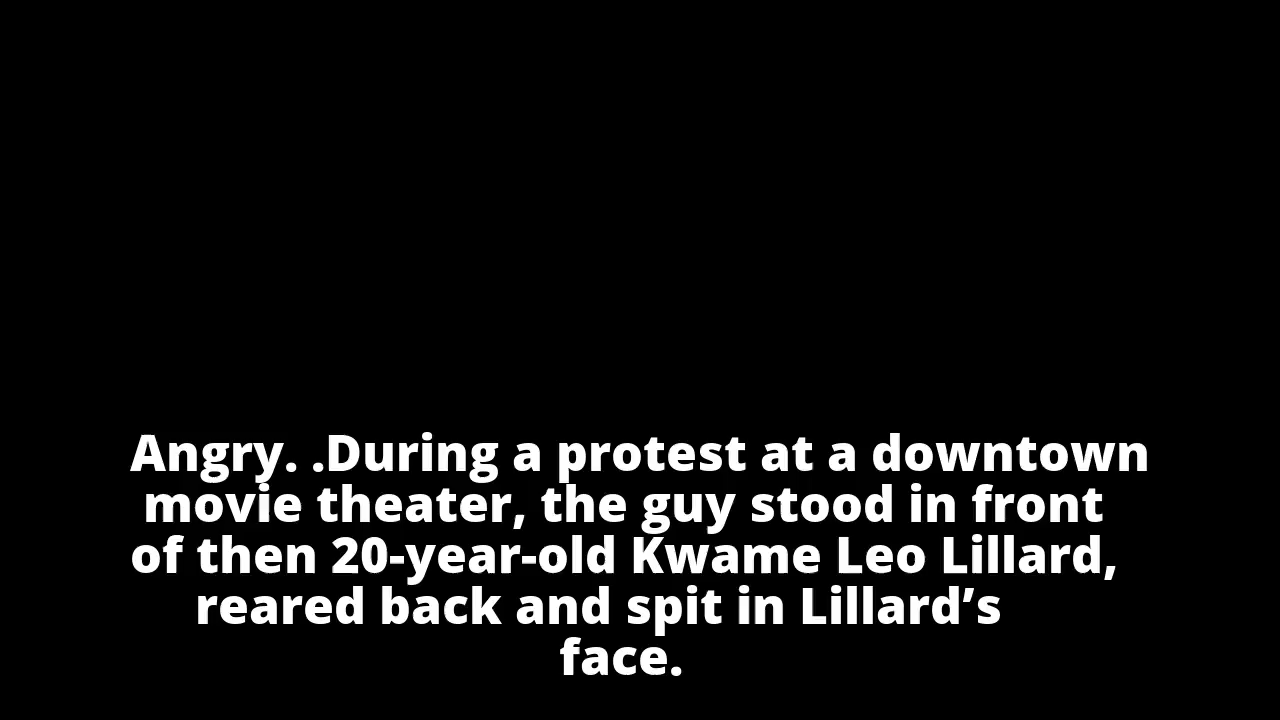 Angry. .During a protest at a downtown
movie theater, the guy stood in front
of then 20-year-old Kwame Leo Lillard,
reared back and spit in Lillard’s
face.